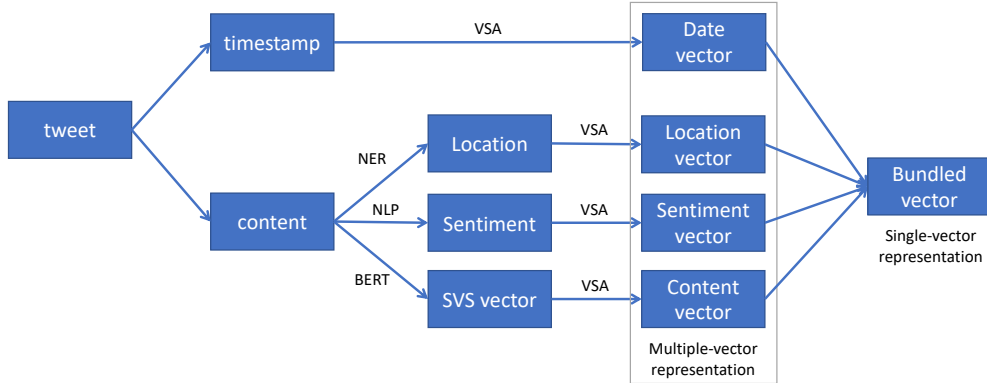 timestamp
VSA
Date
vector
tweet
NER
Location
VSA
Location
vector
content
NLP
Sentiment
VSA
Sentiment
vector
BERT
SVS vector
VSA
Content
vector
Multiple-vector
representation
Bundled
vector
Single-vector
representation